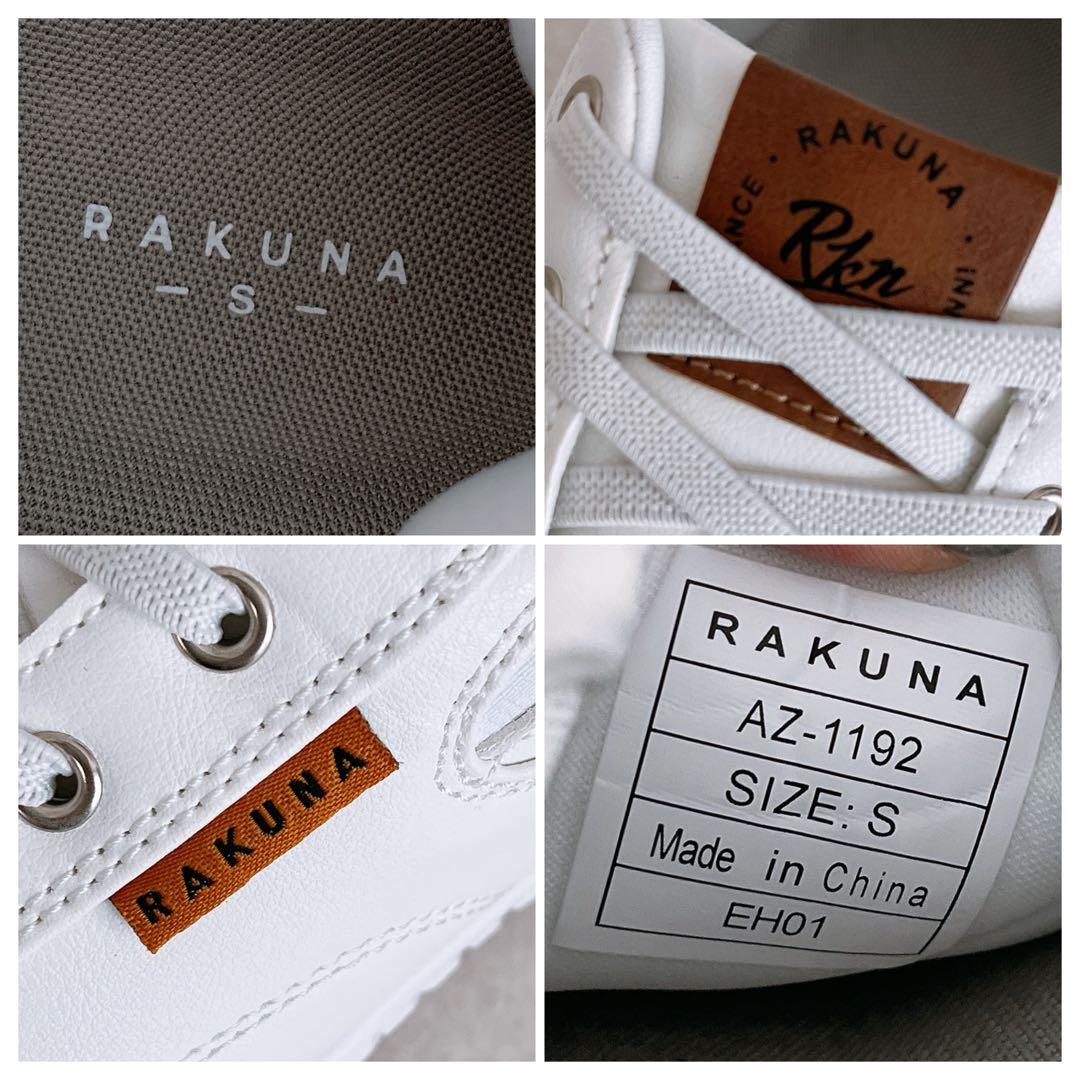 RAKUNA
— S —
RAKUNA
Rkn
RAKUNA
RAKUNA
AZ-1192
SIZE: S
Made in China
EH01